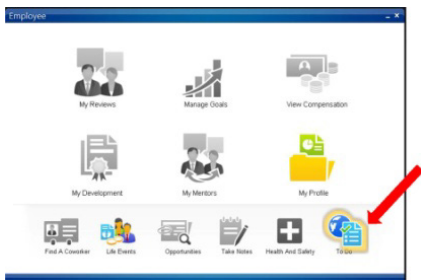 Employee
My Reviews
Manage Goals
View Compensation
My Development
My Mentors
My Profile
Find A Coworker
Life Events
Opportunities
Take Notes
Health And Safety
To Do